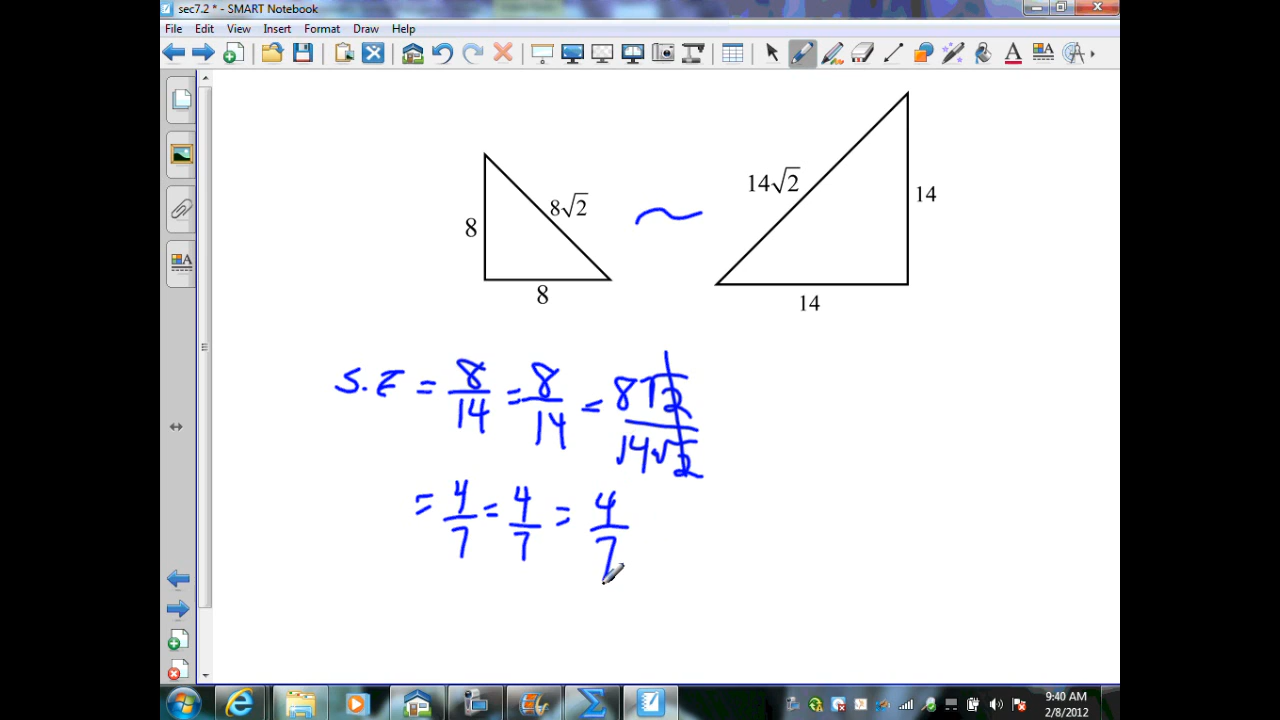 sec7.2 * - SMART Notebook
File Edit View Insert Format Draw Help
8
8√2
8
~
14√2
14
14
S.F = 8/14 = 8/14 = 8√2/14√2
= 4/7 = 4/7 = 4/7
9:40 AM
2/8/2012